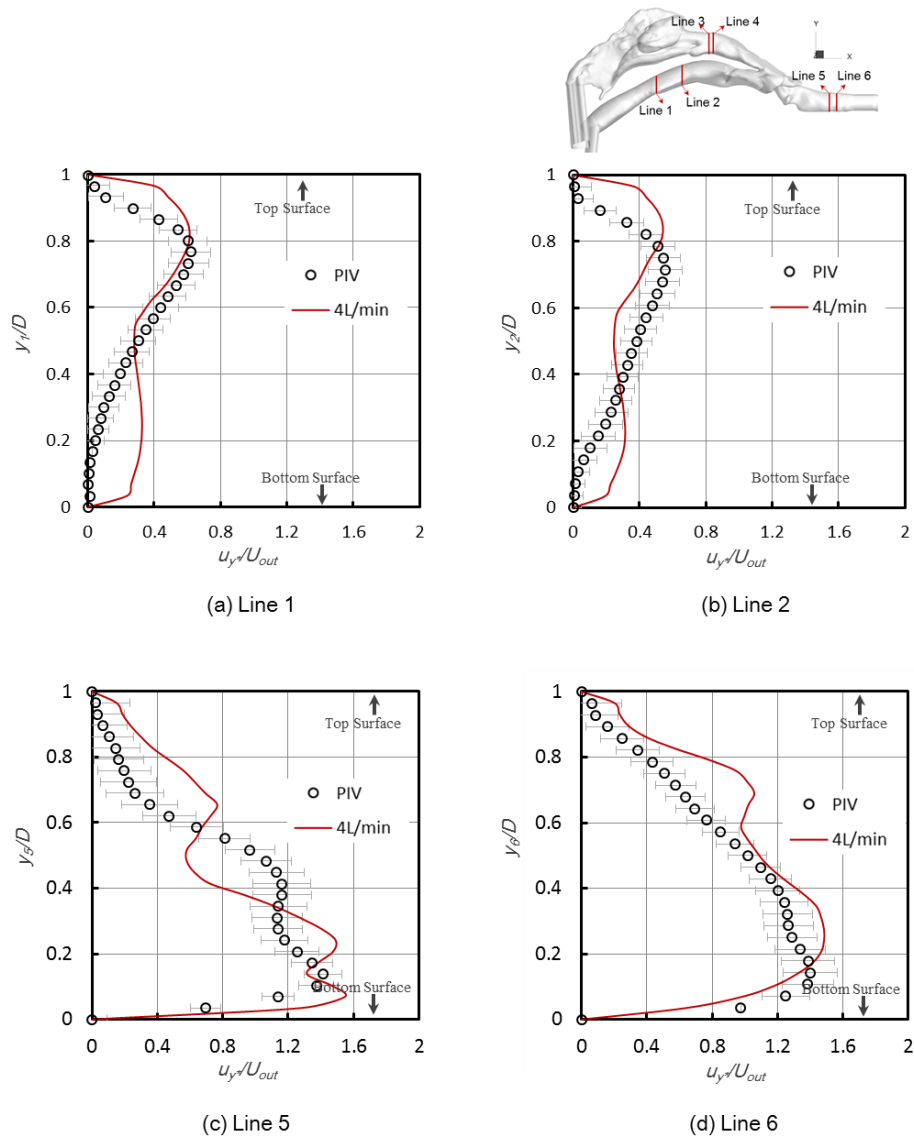 Line 3 Line 4
Y
X
Line 5 Line 6
Line 1 Line 2
1
0.8
0.6
0.4
0.2
0
y1/D
Top Surface
PIV
4L/min
Bottom Surface
0 0.4 0.8 1.2 1.6 2
uy*/Uout
(a) Line 1
1
0.8
0.6
0.4
0.2
0
y2/D
Top Surface
PIV
4L/min
Bottom Surface
0 0.4 0.8 1.2 1.6 2
uy*/Uout
(b) Line 2
1
0.8
0.6
0.4
0.2
0
y5/D
Top Surface
PIV
4L/min
Bottom Surface
0 0.4 0.8 1.2 1.6 2
uy*/Uout
(c) Line 5
1
0.8
0.6
0.4
0.2
0
y6/D
Top Surface
PIV
4L/min
Bottom Surface
0 0.4 0.8 1.2 1.6 2
uy*/Uout
(d) Line 6